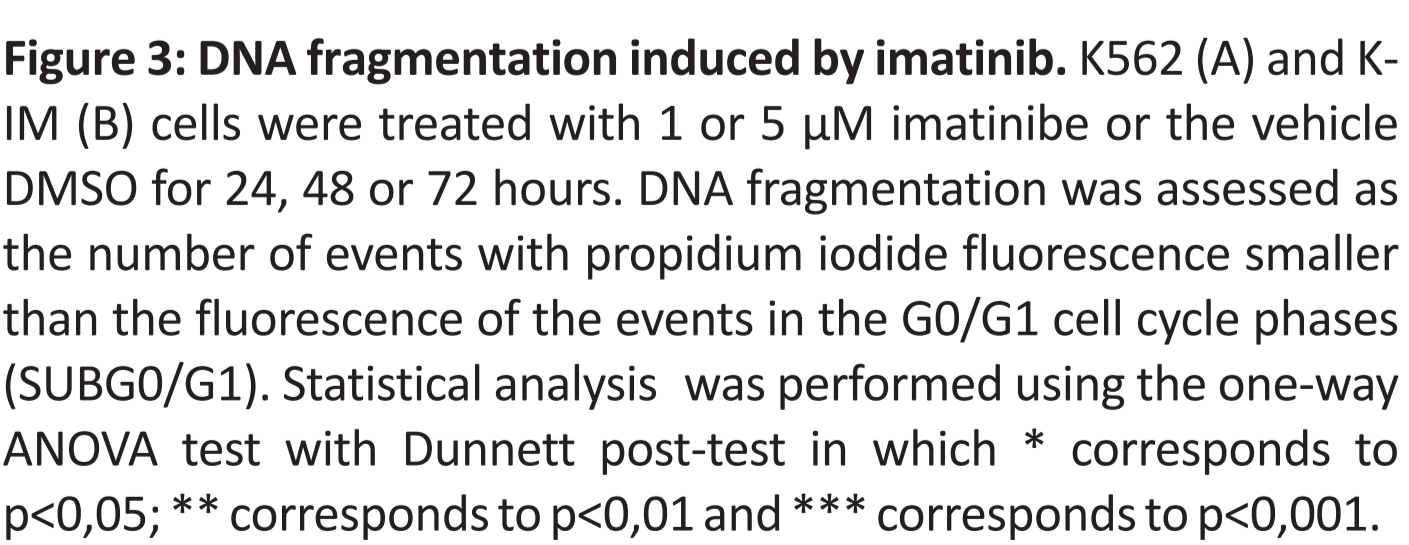 Figure 3: DNA fragmentation induced by imatinib. K562 (A) and K-
IM (B) cells were treated with 1 or 5 µM imatinibe or the vehicle
DMSO for 24, 48 or 72 hours. DNA fragmentation was assessed as
the number of events with propidium iodide fluorescence smaller
than the fluorescence of the events in the G0/G1 cell cycle phases
(SUBG0/G1). Statistical analysis  was performed using the one-way
ANOVA test with Dunnett post-test in which * corresponds to
p<0,05; ** corresponds to p<0,01 and *** corresponds to p<0,001.